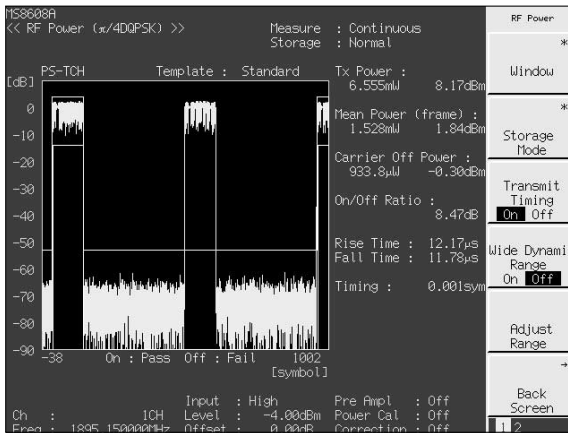 MS8608A
<< RF Power (π/4DQPSK) >>
Measure : Continuous
Storage : Normal
PS-TCH Template : Standard
[dB]
0
-10
-20
-30
-40
-50
-60
-70
-80
-90
-38 On : Pass Off : Fail 1002
[symbol]
Tx Power :
6.555mW 8.17dBm
Mean Power (frame) :
1.528mW 1.84dBm
Carrier Off Power :
933.8μW -0.30dBm
On/Off Ratio :
8.47dB
Rise Time : 12.17μs
Fall Time : 11.78μs
Timing : 0.001sym
Input : High Pre Ampl : Off
Ch : 1CH Level : -4.00dBm Power Cal : Off
Freq : 1895.150000MHz Offset : 0.00dB Correction : Off
RF Power
*
Window
*
Storage
Mode
Transmit
Timing
On Off
Wide Dynami
Range
On Off
Adjust
Range
→
Back
Screen
1 2